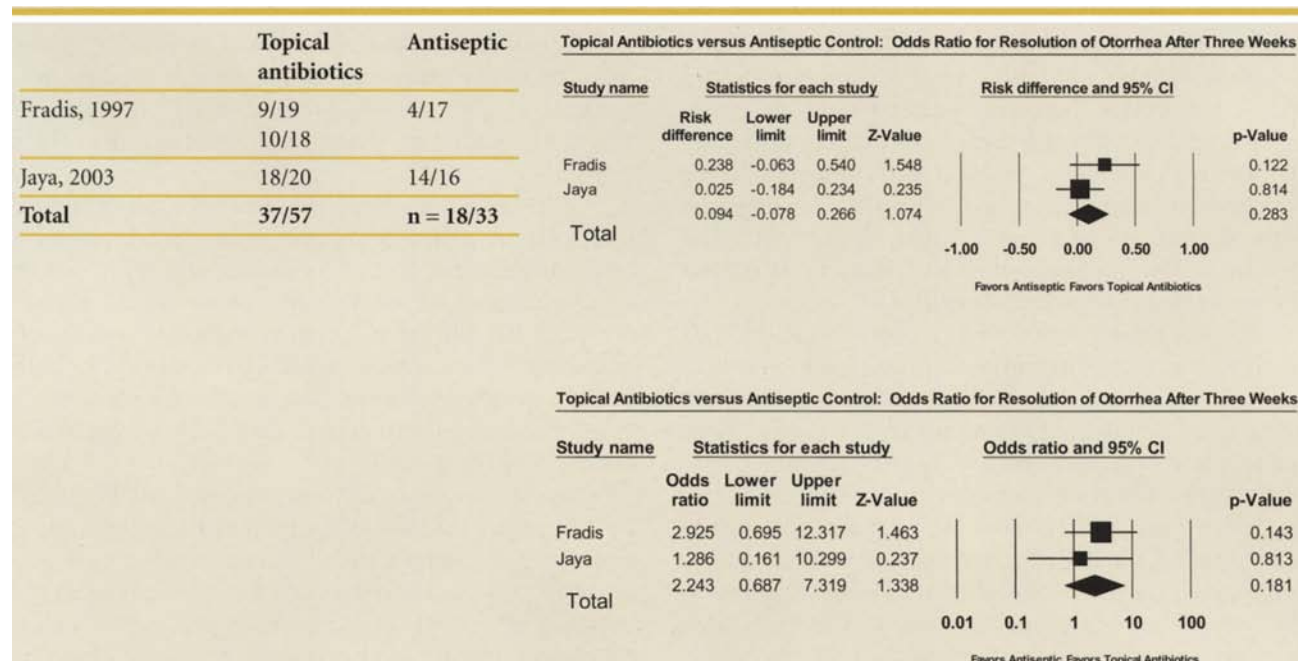 Topical Antiseptic
antibiotics
Fradis, 1997 9/19 4/17
10/18
Jaya, 2003 18/20 14/16
Total 37/57 n = 18/33
Topical Antibiotics versus Antiseptic Control: Odds Ratio for Resolution of Otorrhea After Three Weeks
Study name Statistics for each study Risk difference and 95% CI
Risk Lower Upper
difference limit limit Z-Value p-Value
Fradis 0.238 -0.063 0.540 1.548 0.122
Jaya 0.025 -0.184 0.234 0.235 0.814
0.094 -0.078 0.266 1.074 0.283
Total
-1.00 -0.50 0.00 0.50 1.00
Favors Antiseptic Favors Topical Antibiotics
Topical Antibiotics versus Antiseptic Control: Odds Ratio for Resolution of Otorrhea After Three Weeks
Study name Statistics for each study Odds ratio and 95% CI
Odds Lower Upper
ratio limit limit Z-Value p-Value
Fradis 2.925 0.695 12.317 1.463 0.143
Jaya 1.286 0.161 10.299 0.237 0.813
2.243 0.687 7.319 1.338 0.181
Total
0.01 0.1 1 10 100
Favors Antiseptic Favors Topical Antibiotics